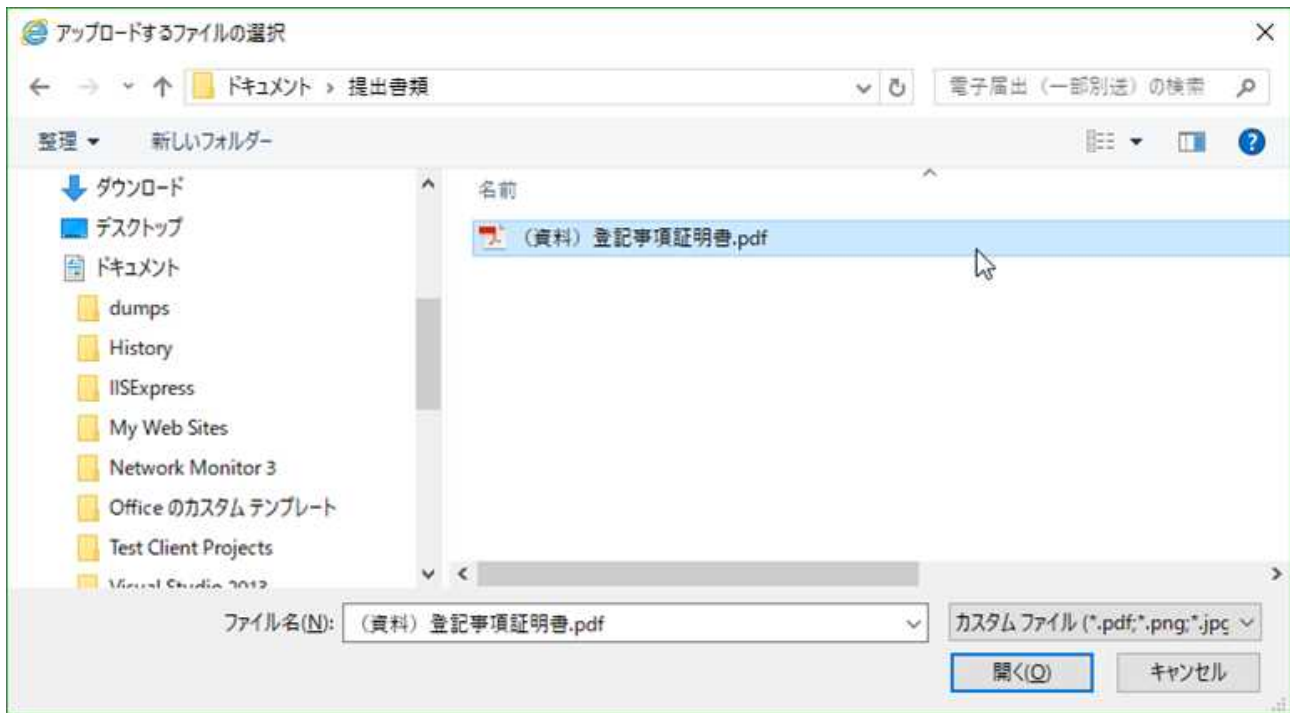 アップロードするファイルの選択
ドキュメント › 提出書類
電子届出（一部別送）の検索
整理
新しいフォルダー
ダウンロード
デスクトップ
ドキュメント
dumps
History
IISExpress
My Web Sites
Network Monitor 3
Office のカスタム テンプレート
Test Client Projects
Visual Studio 2013
名前
（資料）登記事項証明書.pdf
ファイル名(N):
（資料）登記事項証明書.pdf
カスタム ファイル (*.pdf;*.png;*.jpg
開く(O)
キャンセル